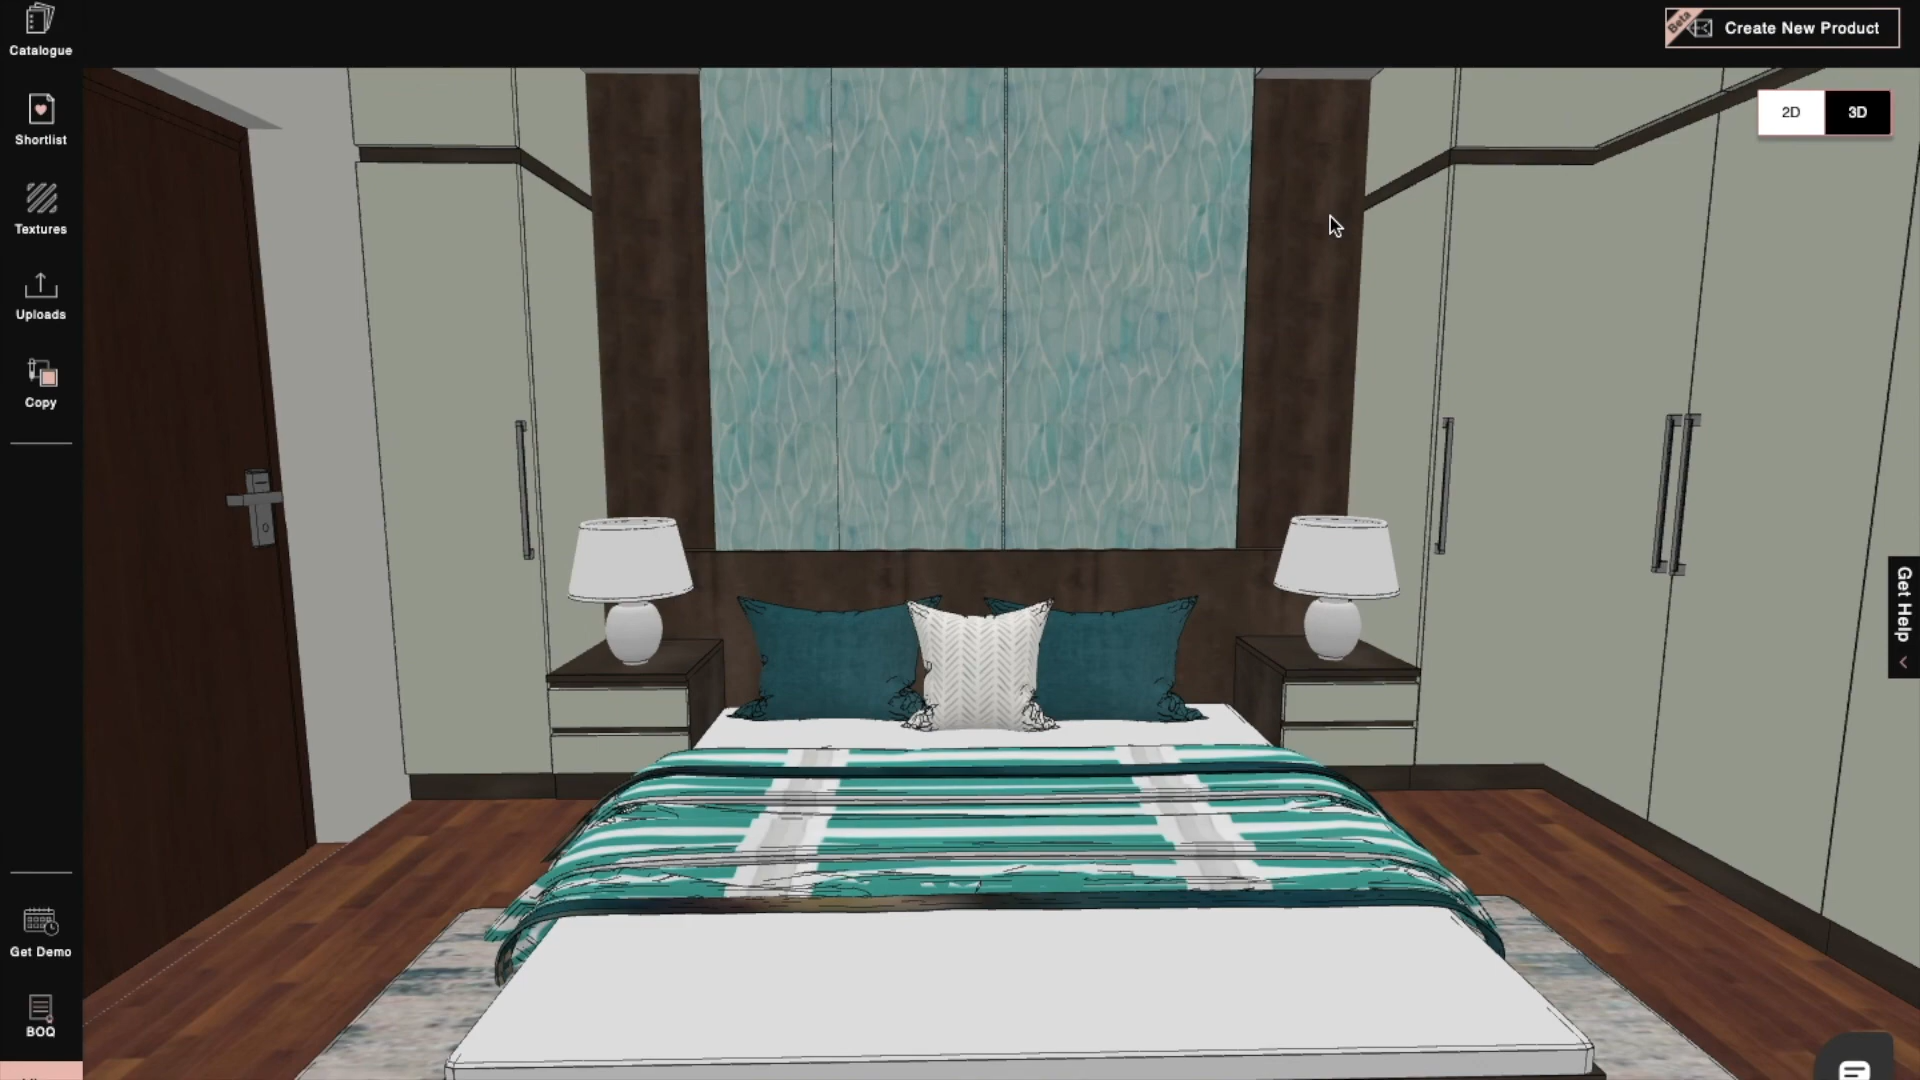 Catalogue
Shortlist
Textures
Uploads
Copy
Get Demo
BOQ
Beta
Create New Product
2D
3D
Get Help